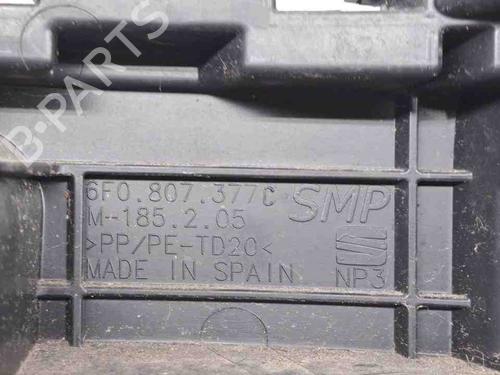 B-PARTS
6F0.807.377C
SMP
M-185.2.05
>PP/PE-TD20<
MADE IN SPAIN
NP3